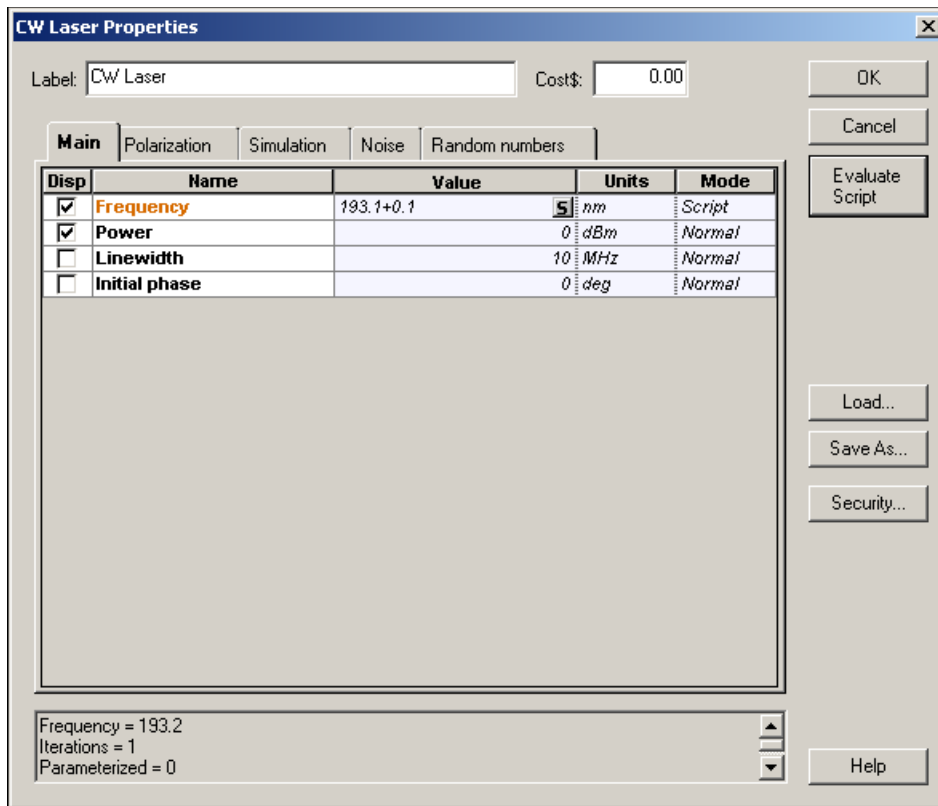 CW Laser Properties
Label: CW Laser Cost$: 0.00 OK
Cancel
Main Polarization Simulation Noise Random numbers
Evaluate Script
Disp Name Value Units Mode
Frequency 193.1+0.1 S nm Script
Power 0 dBm Normal
Linewidth 10 MHz Normal
Initial phase 0 deg Normal
Load...
Save As...
Security...
Frequency = 193.2
Iterations = 1
Parameterized = 0
Help